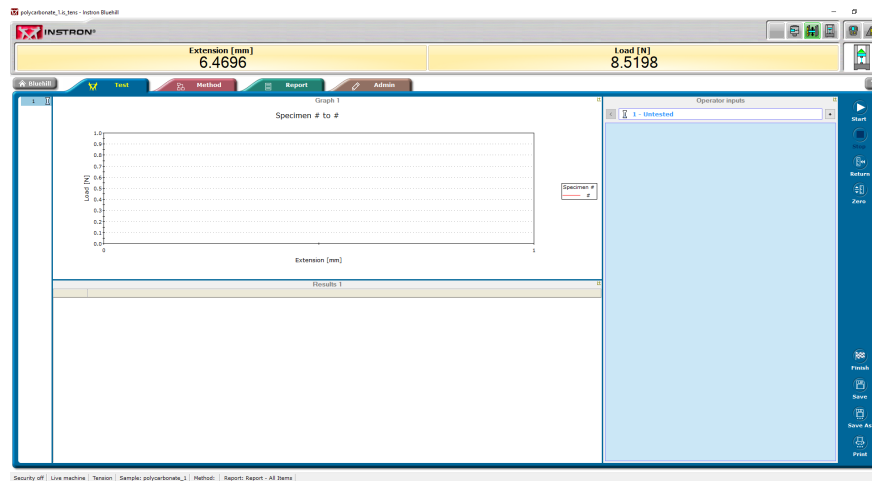 polycarbonate_1.is_tens - Instron Bluehill
INSTRON®
Extension [mm]
6.4696
Load [N]
8.5198
Bluehill
Test
Method
Report
Admin
1
Graph 1
Specimen # to #
1.0
0.9
0.8
0.7
0.6
0.5
0.4
0.3
0.2
0.1
0.0
Load [N]
0
1
Extension [mm]
Specimen #
#
Results 1
Operator inputs
1 - Untested
Start
Stop
Return
Zero
Finish
Save
Save As
Print
Security off
Live machine
Tension
Sample: polycarbonate_1
Method:
Report: Report - All Items